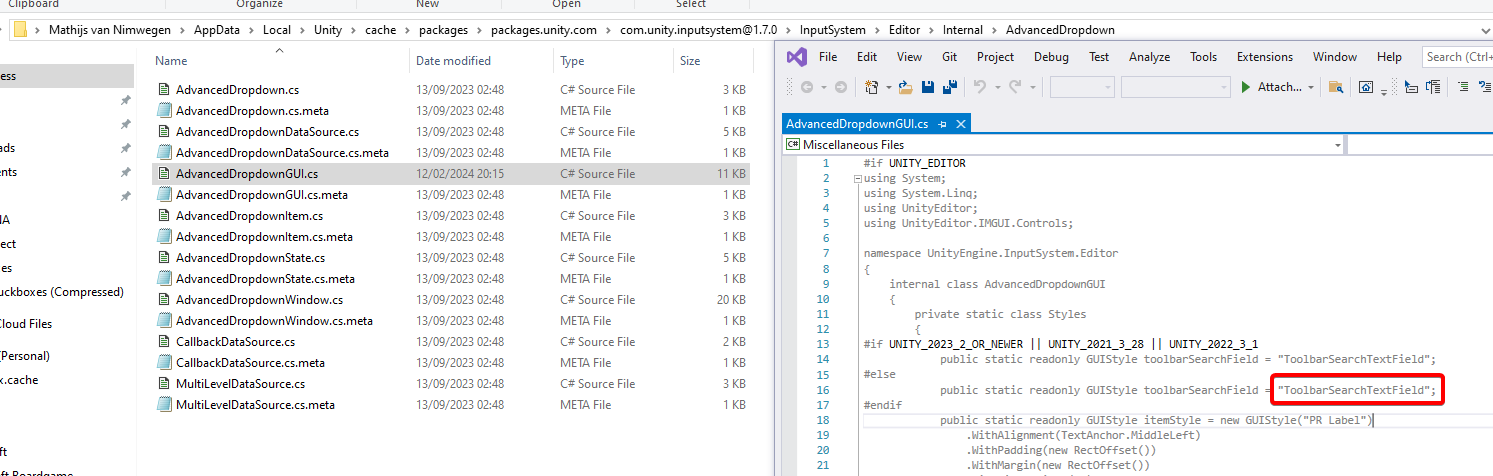 Clipboard Organize New Open Select
Mathijs van Nimwegen > AppData > Local > Unity > cache > packages > packages.unity.com > com.unity.inputsystem@1.7.0 > InputSystem > Editor > Internal > AdvancedDropdown
ess
ads
ents
NA
ect
es
uckboxes (Compressed)
Cloud Files
(Personal)
x.cache
ft
ft Boardgame
Name Date modified Type Size
AdvancedDropdown.cs 13/09/2023 02:48 C# Source File 3 KB
AdvancedDropdown.cs.meta 13/09/2023 02:48 META File 1 KB
AdvancedDropdownDataSource.cs 13/09/2023 02:48 C# Source File 5 KB
AdvancedDropdownDataSource.cs.meta 13/09/2023 02:48 META File 1 KB
AdvancedDropdownGUI.cs 12/02/2024 20:15 C# Source File 11 KB
AdvancedDropdownGUI.cs.meta 13/09/2023 02:48 META File 1 KB
AdvancedDropdownItem.cs 13/09/2023 02:48 C# Source File 3 KB
AdvancedDropdownItem.cs.meta 13/09/2023 02:48 META File 1 KB
AdvancedDropdownState.cs 13/09/2023 02:48 C# Source File 5 KB
AdvancedDropdownState.cs.meta 13/09/2023 02:48 META File 1 KB
AdvancedDropdownWindow.cs 13/09/2023 02:48 C# Source File 20 KB
AdvancedDropdownWindow.cs.meta 13/09/2023 02:48 META File 1 KB
CallbackDataSource.cs 13/09/2023 02:48 C# Source File 2 KB
CallbackDataSource.cs.meta 13/09/2023 02:48 META File 1 KB
MultiLevelDataSource.cs 13/09/2023 02:48 C# Source File 3 KB
MultiLevelDataSource.cs.meta 13/09/2023 02:48 META File 1 KB
File Edit View Git Project Debug Test Analyze Tools Extensions Window Help Search (Ctrl+
Attach...
AdvancedDropdownGUI.cs
C# Miscellaneous Files
1 #if UNITY_EDITOR
2 using System;
3 using System.Linq;
4 using UnityEditor;
5 using UnityEditor.IMGUI.Controls;
6
7 namespace UnityEngine.InputSystem.Editor
8 {
9 internal class AdvancedDropdownGUI
10 {
11 private static class Styles
12 {
13 #if UNITY_2023_2_OR_NEWER || UNITY_2021_3_28 || UNITY_2022_3_1
14 public static readonly GUIStyle toolbarSearchField = "ToolbarSearchTextField";
15 #else
16 public static readonly GUIStyle toolbarSearchField = "ToolbarSearchTextField";
17 #endif
18 public static readonly GUIStyle itemStyle = new GUIStyle("PR Label")
19 .WithAlignment(TextAnchor.MiddleLeft)
20 .WithPadding(new RectOffset())
21 .WithMargin(new RectOffset())